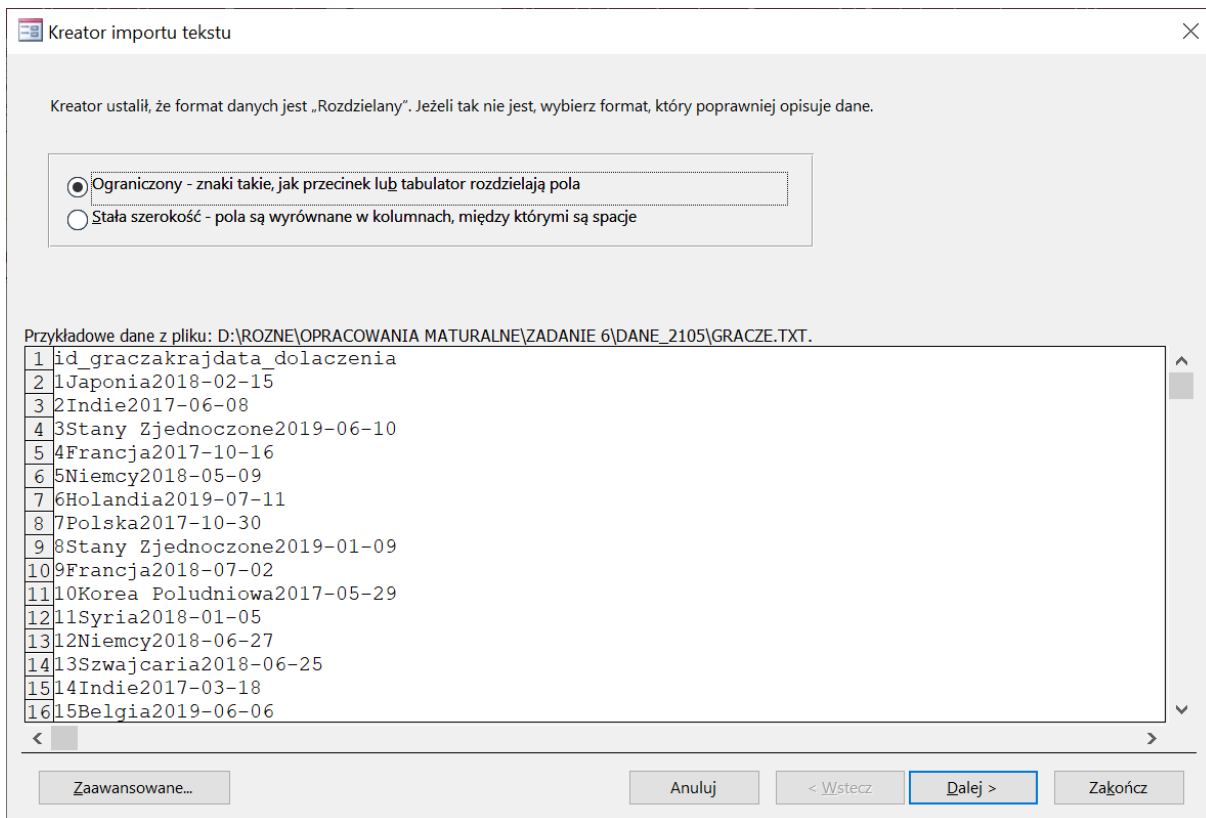 Kreator importu tekstu
Kreator ustalił, że format danych jest „Rozdzielany”. Jeżeli tak nie jest, wybierz format, który poprawniej opisuje dane.
Ograniczony - znaki takie, jak przecinek lub tabulator rozdzielają pola
Stała szerokość - pola są wyrównane w kolumnach, między którymi są spacje
Przykładowe dane z pliku: D:\ROZNE\OPRACOWANIA MATURALNE\ZADANIE 6\DANE_2105\GRACZE.TXT.
1 id_graczakrajdata_dolaczenia
2 1Japonia2018-02-15
3 2Indie2017-06-08
4 3Stany Zjednoczone2019-06-10
5 4Francja2017-10-16
6 5Niemcy2018-05-09
7 6Holandia2019-07-11
8 7Polska2017-10-30
9 8Stany Zjednoczone2019-01-09
10 9Francja2018-07-02
11 10Korea Poludniowa2017-05-29
12 11Syria2018-01-05
13 12Niemcy2018-06-27
14 13Szwajcaria2018-06-25
15 14Indie2017-03-18
16 15Belgia2019-06-06
Zaawansowane... Anuluj < Wstecz Dalej > Zakończ